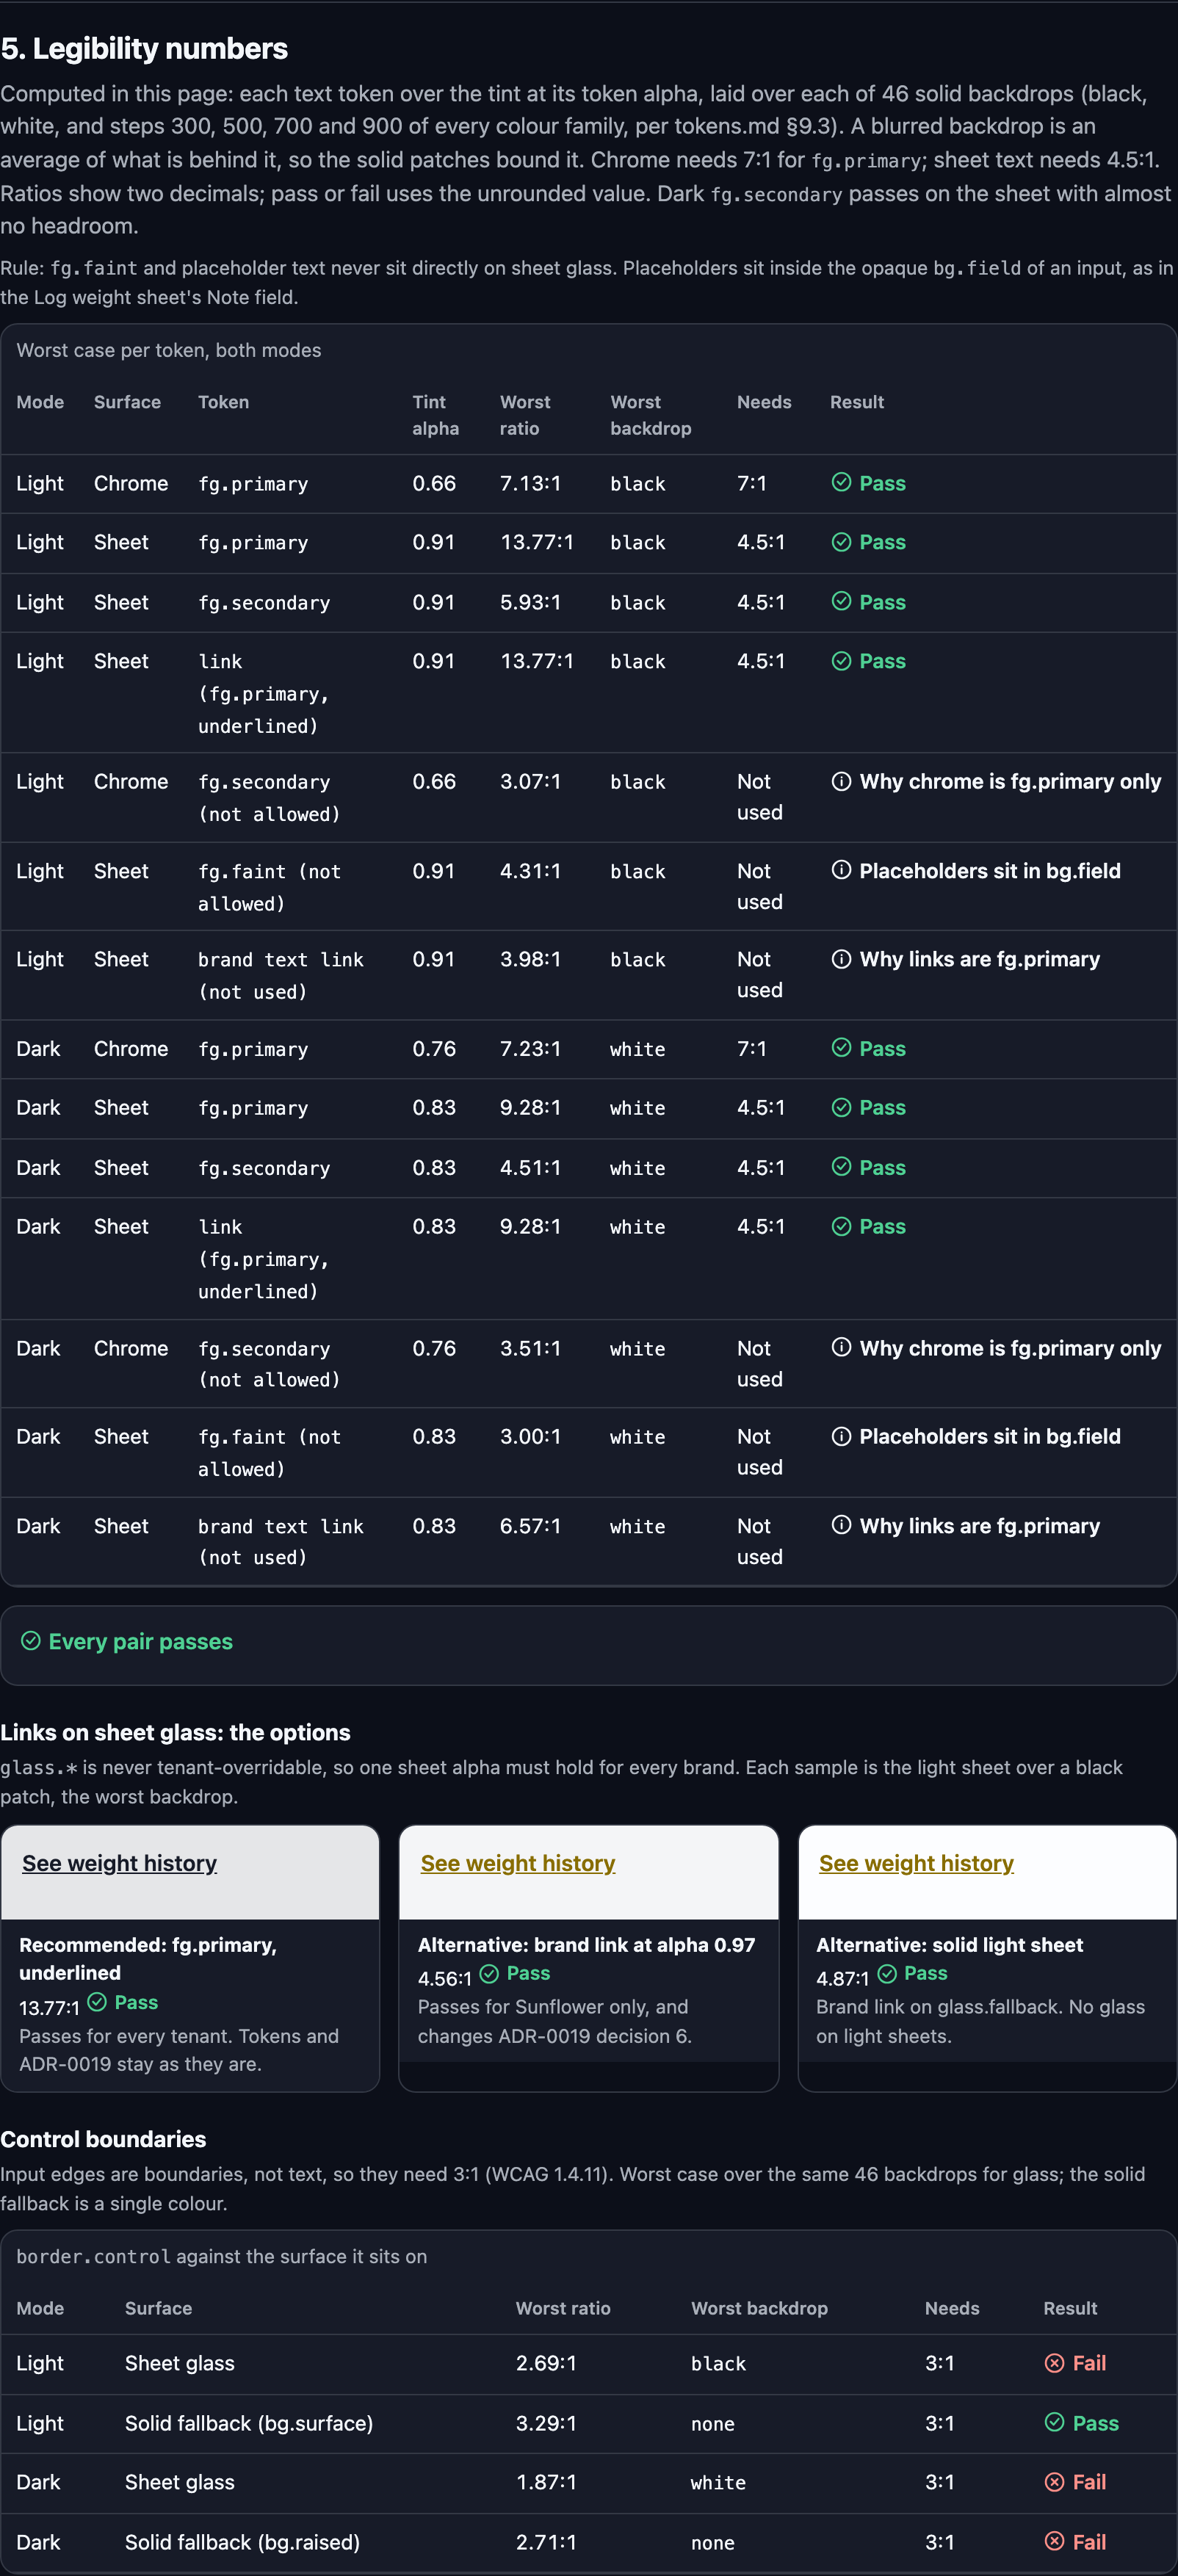 5. Legibility numbers
Computed in this page: each text token over the tint at its token alpha, laid over each of 46 solid backdrops (black,
white, and steps 300, 500, 700 and 900 of every colour family, per tokens.md §9.3). A blurred backdrop is an
average of what is behind it, so the solid patches bound it. Chrome needs 7:1 for fg.primary; sheet text needs 4.5:1.
Ratios show two decimals; pass or fail uses the unrounded value. Dark fg.secondary passes on the sheet with almost
no headroom.
Rule: fg.faint and placeholder text never sit directly on sheet glass. Placeholders sit inside the opaque bg.field of an input, as in
the Log weight sheet's Note field.
Worst case per token, both modes
Mode Surface Token Tint alpha Worst ratio Worst backdrop Needs Result
Light Chrome fg.primary 0.66 7.13:1 black 7:1 Pass
Light Sheet fg.primary 0.91 13.77:1 black 4.5:1 Pass
Light Sheet fg.secondary 0.91 5.93:1 black 4.5:1 Pass
Light Sheet link (fg.primary, underlined) 0.91 13.77:1 black 4.5:1 Pass
Light Chrome fg.secondary (not allowed) 0.66 3.07:1 black Not used Why chrome is fg.primary only
Light Sheet fg.faint (not allowed) 0.91 4.31:1 black Not used Placeholders sit in bg.field
Light Sheet brand text link (not used) 0.91 3.98:1 black Not used Why links are fg.primary
Dark Chrome fg.primary 0.76 7.23:1 white 7:1 Pass
Dark Sheet fg.primary 0.83 9.28:1 white 4.5:1 Pass
Dark Sheet fg.secondary 0.83 4.51:1 white 4.5:1 Pass
Dark Sheet link (fg.primary, underlined) 0.83 9.28:1 white 4.5:1 Pass
Dark Chrome fg.secondary (not allowed) 0.76 3.51:1 white Not used Why chrome is fg.primary only
Dark Sheet fg.faint (not allowed) 0.83 3.00:1 white Not used Placeholders sit in bg.field
Dark Sheet brand text link (not used) 0.83 6.57:1 white Not used Why links are fg.primary
Every pair passes
Links on sheet glass: the options
glass.* is never tenant-overridable, so one sheet alpha must hold for every brand. Each sample is the light sheet over a black
patch, the worst backdrop.
See weight history
Recommended: fg.primary,
underlined
13.77:1 Pass
Passes for every tenant. Tokens and
ADR-0019 stay as they are.
See weight history
Alternative: brand link at alpha 0.97
4.56:1 Pass
Passes for Sunflower only, and
changes ADR-0019 decision 6.
See weight history
Alternative: solid light sheet
4.87:1 Pass
Brand link on glass.fallback. No glass
on light sheets.
Control boundaries
Input edges are boundaries, not text, so they need 3:1 (WCAG 1.4.11). Worst case over the same 46 backdrops for glass; the solid
fallback is a single colour.
border.control against the surface it sits on
Mode Surface Worst ratio Worst backdrop Needs Result
Light Sheet glass 2.69:1 black 3:1 Fail
Light Solid fallback (bg.surface) 3.29:1 none 3:1 Pass
Dark Sheet glass 1.87:1 white 3:1 Fail
Dark Solid fallback (bg.raised) 2.71:1 none 3:1 Fail